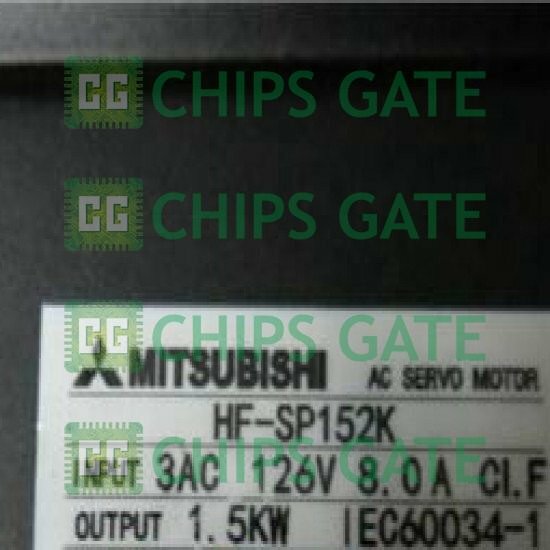 CG CHIPS GATE
CG CHIPS GATE
CG CHIPS GATE
MITSUBISHI AC SERVO MOTOR
HF-SP152K
CG CHIPS GATE
INPUT 3AC 126V 8.0A Cl.F
OUTPUT 1.5KW IEC60034-1